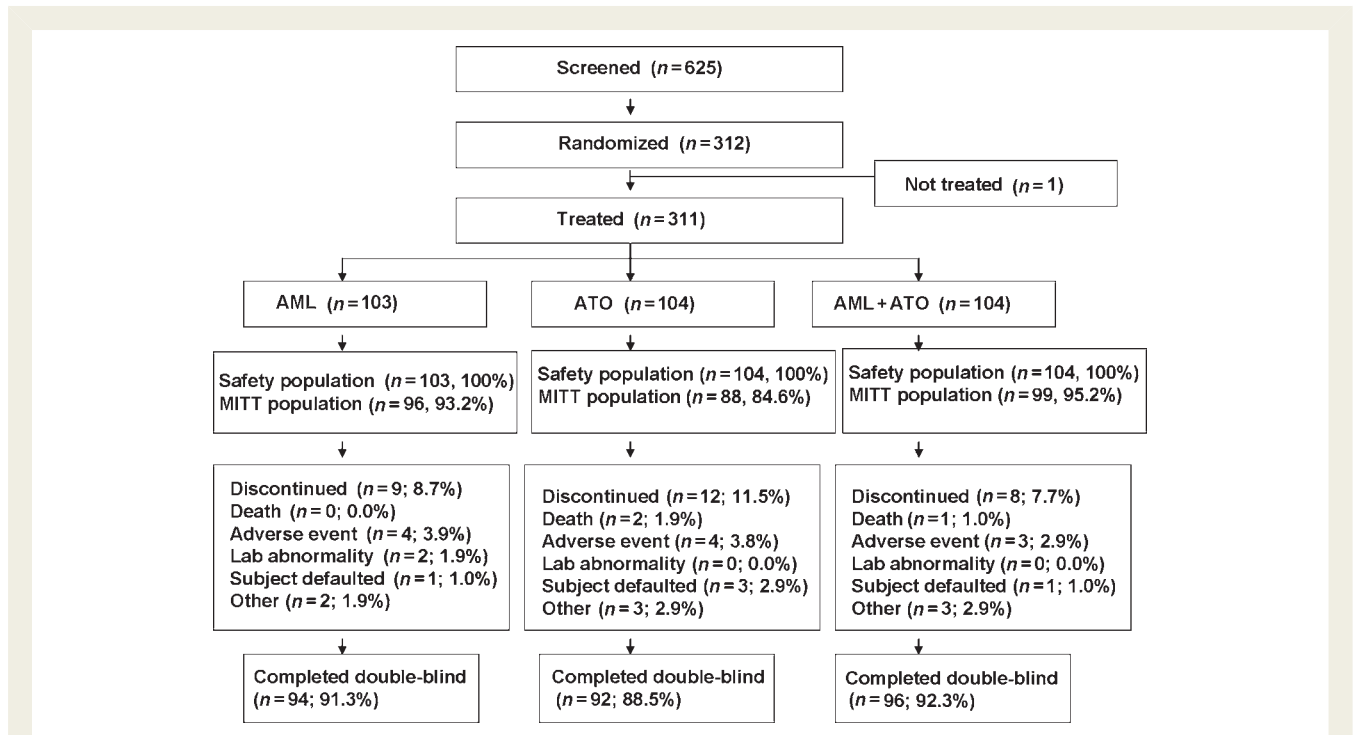 Screened (n=625)
Randomized (n=312)
Not treated (n=1)
Treated (n=311)
AML (n=103)
ATO (n=104)
AML+ATO (n=104)
Safety population (n=103, 100%)
MITT population (n=96, 93.2%)
Safety population (n=104, 100%)
MITT population (n=88, 84.6%)
Safety population (n=104, 100%)
MITT population (n=99, 95.2%)
Discontinued (n=9; 8.7%)
Death (n=0; 0.0%)
Adverse event (n=4; 3.9%)
Lab abnormality (n=2; 1.9%)
Subject defaulted (n=1; 1.0%)
Other (n=2; 1.9%)
Discontinued (n=12; 11.5%)
Death (n=2; 1.9%)
Adverse event (n=4; 3.8%)
Lab abnormality (n=0; 0.0%)
Subject defaulted (n=3; 2.9%)
Other (n=3; 2.9%)
Discontinued (n=8; 7.7%)
Death (n=1; 1.0%)
Adverse event (n=3; 2.9%)
Lab abnormality (n=0; 0.0%)
Subject defaulted (n=1; 1.0%)
Other (n=3; 2.9%)
Completed double-blind
(n=94; 91.3%)
Completed double-blind
(n=92; 88.5%)
Completed double-blind
(n=96; 92.3%)